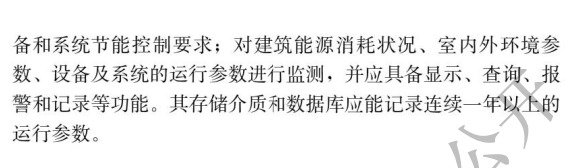 备和系统节能控制要求；对建筑能源消耗状况、室内外环境参
数、设备及系统的运行参数进行监测，并应具备显示、查询、报
警和记录等功能。其存储介质和数据库应能记录连续一年以上的
运行参数。
公开